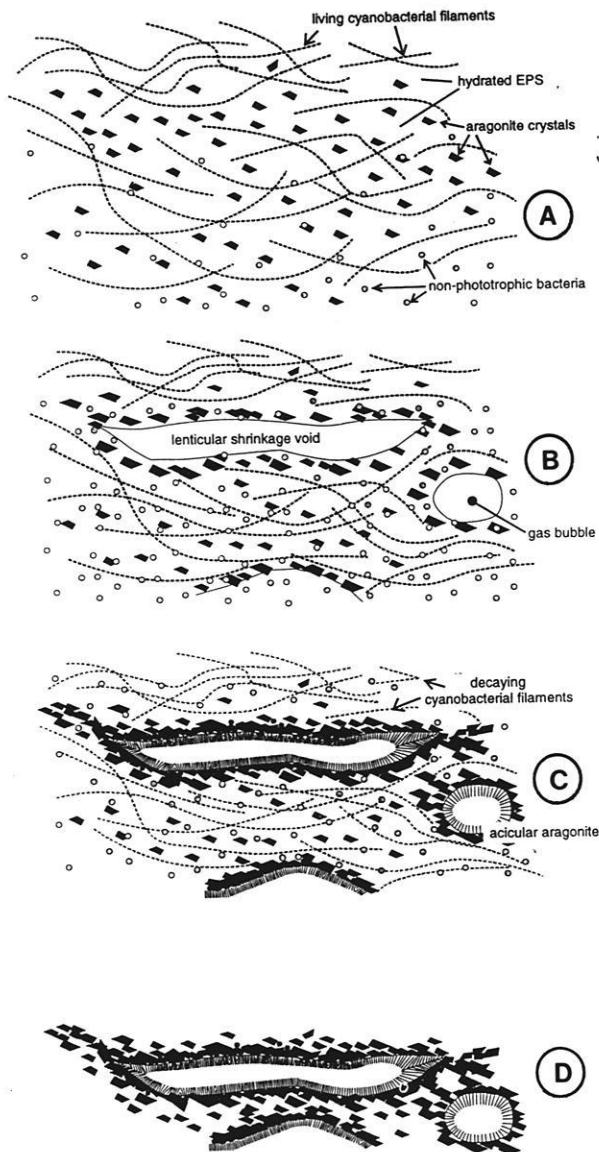 living cyanobacterial filaments
hydrated EPS
aragonite crystals
A
non-phototrophic bacteria
lenticular shrinkage void
B
gas bubble
decaying
cyanobacterial filaments
C
acicular aragonite
D